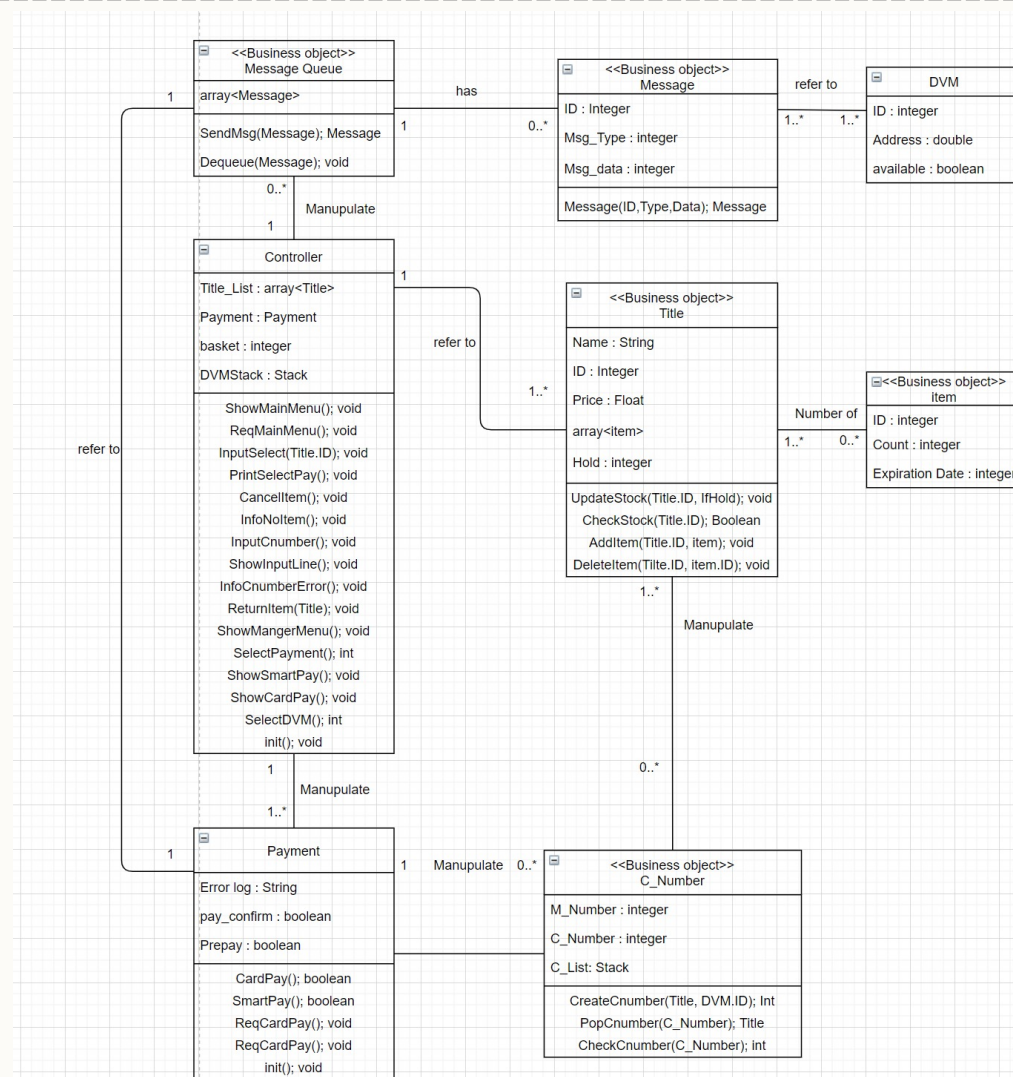 <<Business object>>
Message Queue
array<Message>
SendMsg(Message); Message
Dequeue(Message); void
1
has
1
0..*
<<Business object>>
Message
ID : Integer
Msg_Type : integer
Msg_data : integer
Message(ID,Type,Data); Message
refer to
1..*
1..*
DVM
ID : integer
Address : double
available : boolean
0..*
Manupulate
1
Controller
Title_List : array<Title>
Payment : Payment
basket : integer
DVMStack : Stack
ShowMainMenu(); void
ReqMainMenu(); void
InputSelect(Title.ID); void
PrintSelectPay(); void
CancelItem(); void
InfoNoItem(); void
InputCnumber(); void
ShowInputLine(); void
InfoCnumberError(); void
ReturnItem(Title); void
ShowMangerMenu(); void
SelectPayment(); int
ShowSmartPay(); void
ShowCardPay(); void
SelectDVM(); int
init(); void
1
refer to
1..*
<<Business object>>
Title
Name : String
ID : Integer
Price : Float
array<item>
Hold : integer
UpdateStock(Title.ID, IfHold); void
CheckStock(Title.ID); Boolean
AddItem(Title.ID, item); void
DeleteItem(Tilte.ID, item.ID); void
Number of
1..*
0..*
<<Business object>>
item
ID : integer
Count : integer
Expiration Date : integer
refer to
1..*
Manupulate
0..*
1
Manupulate
1..*
1
Payment
Error log : String
pay_confirm : boolean
Prepay : boolean
CardPay(); boolean
SmartPay(); boolean
ReqCardPay(); void
ReqCardPay(); void
init(); void
1
Manupulate
0..*
<<Business object>>
C_Number
M_Number : integer
C_Number : integer
C_List: Stack
CreateCnumber(Title, DVM.ID); Int
PopCnumber(C_Number); Title
CheckCnumber(C_Number); int